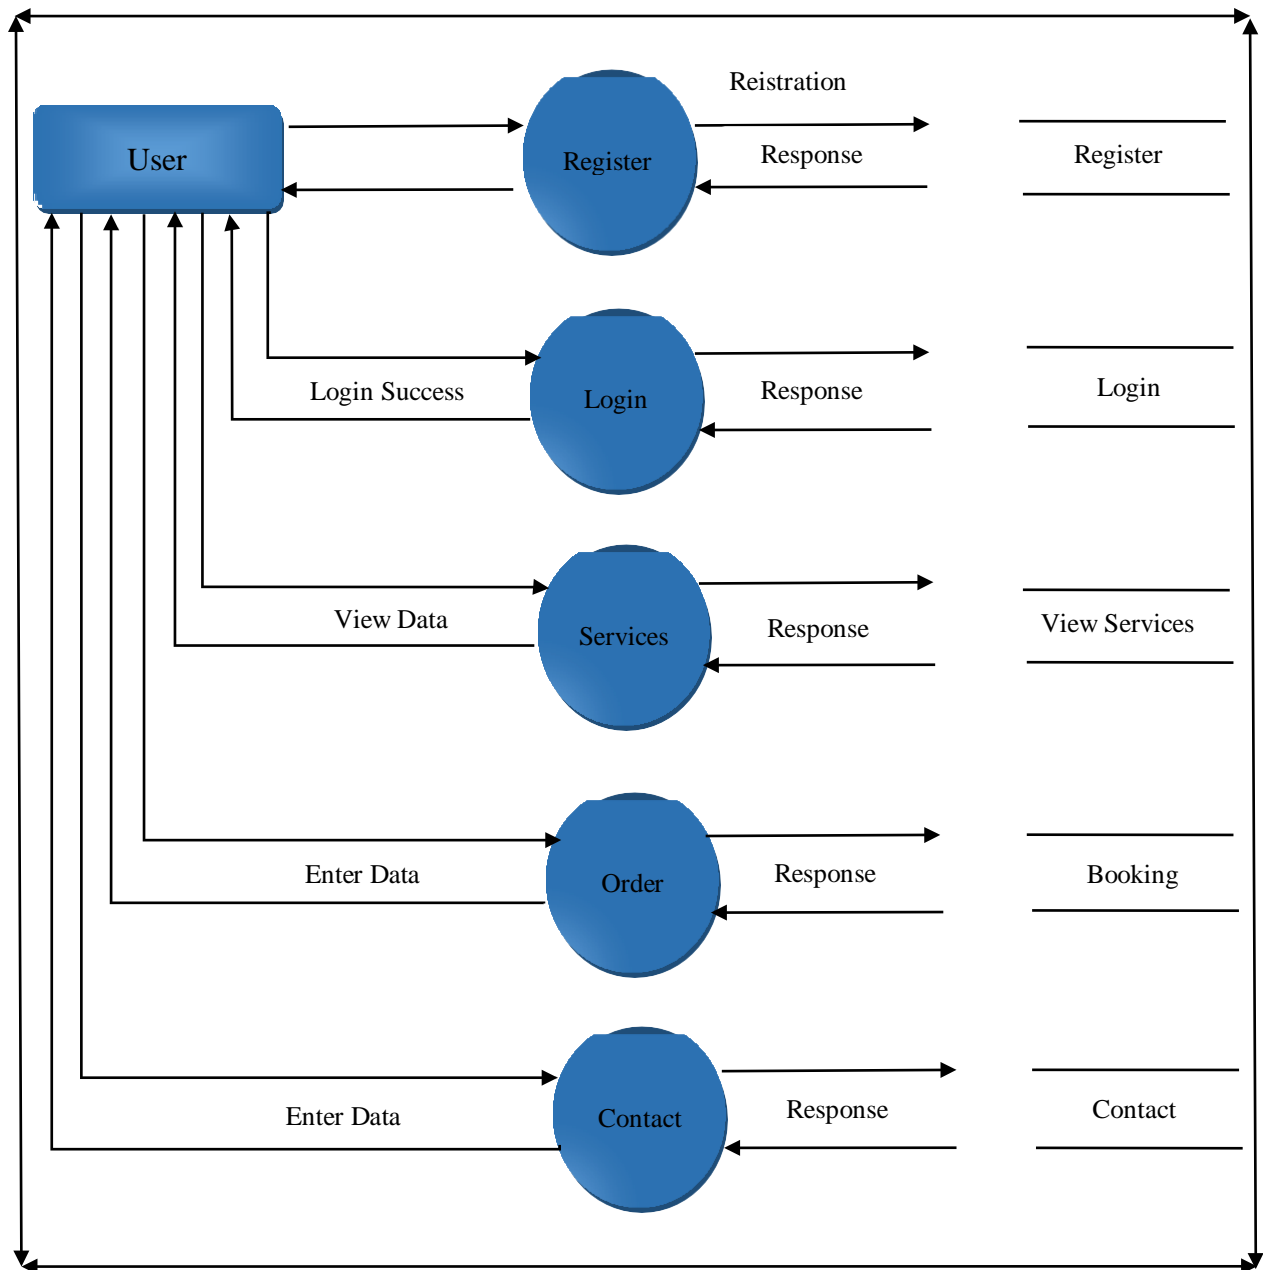 Reistration
User
Register
Response
Register
Login Success
Login
Response
Login
View Data
Services
Response
View Services
Enter Data
Order
Response
Booking
Enter Data
Contact
Response
Contact